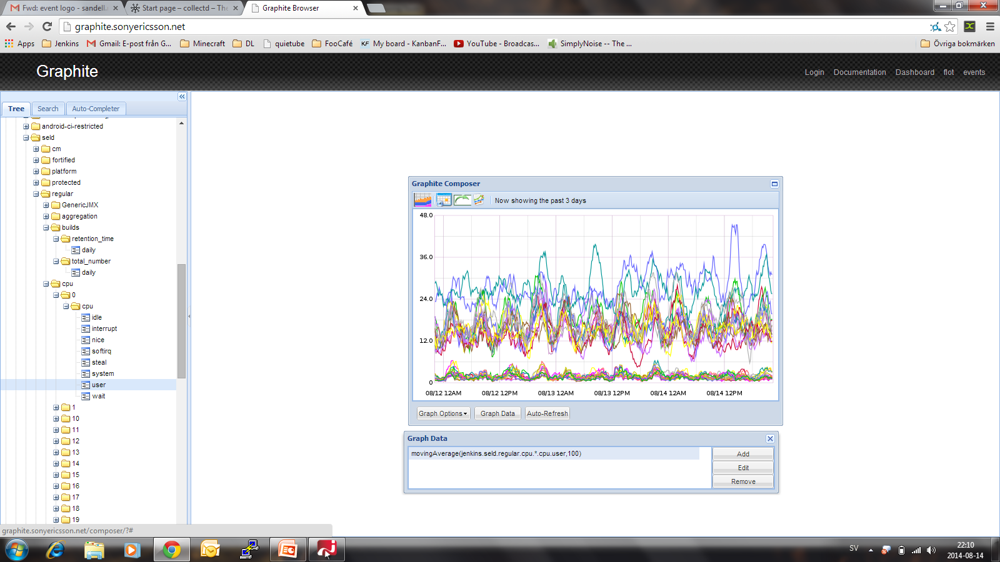 Fwd: event logo - sandell.
Start page – collectd – The
Graphite Browser
graphite.sonyericsson.net
Apps
Jenkins
Gmail: E-post från G...
Minecraft
DL
quietube
FooCafé
KF
My board - KanbanF...
YouTube - Broadcas...
SimplyNoise -- The ...
Övriga bokmärken
Graphite
Login
Documentation
Dashboard
flot
events
Tree
Search
Auto-Completer
android-ci-restricted
seld
cm
fortified
platform
protected
regular
GenericJMX
aggregation
builds
retention_time
daily
total_number
daily
cpu
0
cpu
idle
interrupt
nice
softirq
steal
system
user
wait
1
10
11
12
13
14
15
16
17
18
19
Graphite Composer
Now showing the past 3 days
48.0
36.0
24.0
12.0
0
08/12 12AM
08/12 12PM
08/13 12AM
08/13 12PM
08/14 12AM
08/14 12PM
Graph Options
Graph Data
Auto-Refresh
Graph Data
movingAverage(jenkins.seld.regular.cpu.*.cpu.user,100)
Add
Edit
Remove
graphite.sonyericsson.net/composer/?#
SV
22:10
2014-08-14